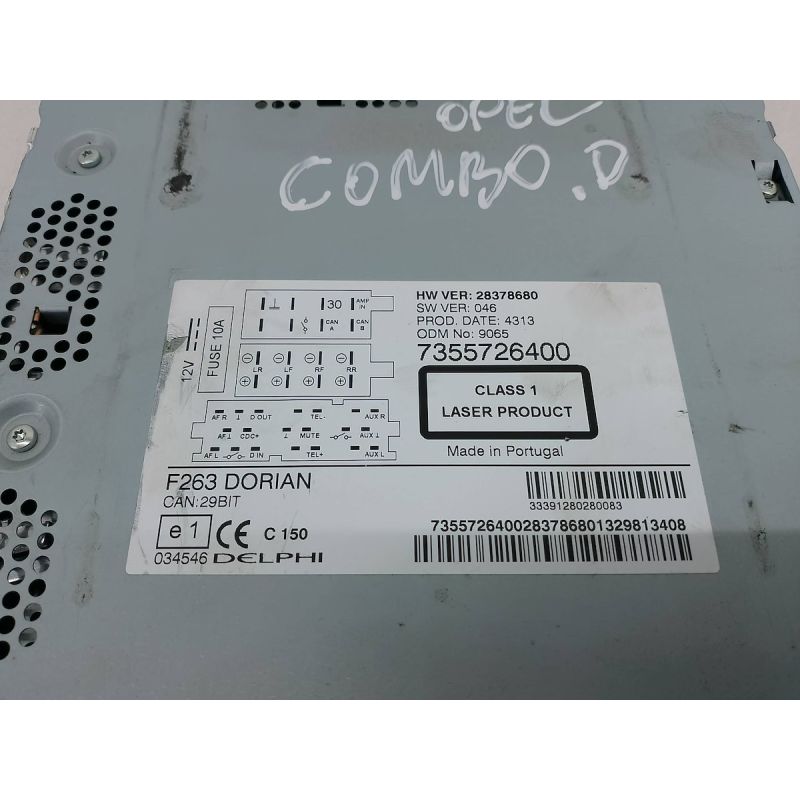 OPEL
COMBO.D
12V
FUSE 10A
⊥ 30 AMP IN
CAN A CAN B
LR LF RF RR
HW VER: 28378680
SW VER: 046
PROD. DATE: 4313
ODM No: 9065
7355726400
CLASS 1
LASER PRODUCT
Made in Portugal
AF R ⊥ D OUT TEL- AUX R
AF⊥ CDC+ ⊥ MUTE AUX ⊥
AF L D IN TEL+ AUX L
F263 DORIAN
CAN:29BIT
e1 CE C 150
034546 DELPHI
33391280280083
73557264002837868013298​13408